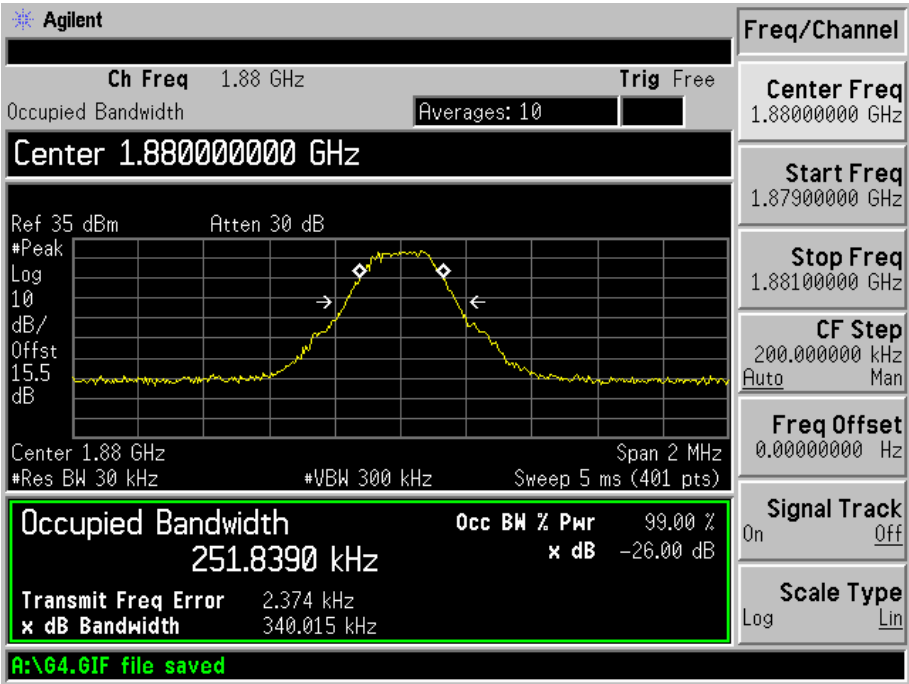 Agilent
Freq/Channel
Ch Freq 1.88 GHz Trig Free
Occupied Bandwidth Averages: 10
Center 1.880000000 GHz
Ref 35 dBm Atten 30 dB
#Peak
Log
10
dB/
Offst
15.5
dB
Center 1.88 GHz Span 2 MHz
#Res BW 30 kHz #VBW 300 kHz Sweep 5 ms (401 pts)
Occupied Bandwidth Occ BW % Pwr 99.00 %
251.8390 kHz x dB -26.00 dB
Transmit Freq Error 2.374 kHz
x dB Bandwidth 340.015 kHz
A:\G4.GIF file saved
Center Freq
1.88000000 GHz
Start Freq
1.87900000 GHz
Stop Freq
1.88100000 GHz
CF Step
200.000000 kHz
Auto Man
Freq Offset
0.00000000 Hz
Signal Track
On Off
Scale Type
Log Lin